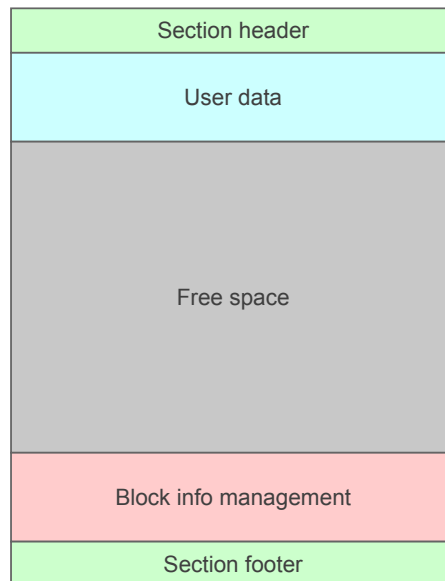 Section header
User data
Free space
Block info management
Section footer